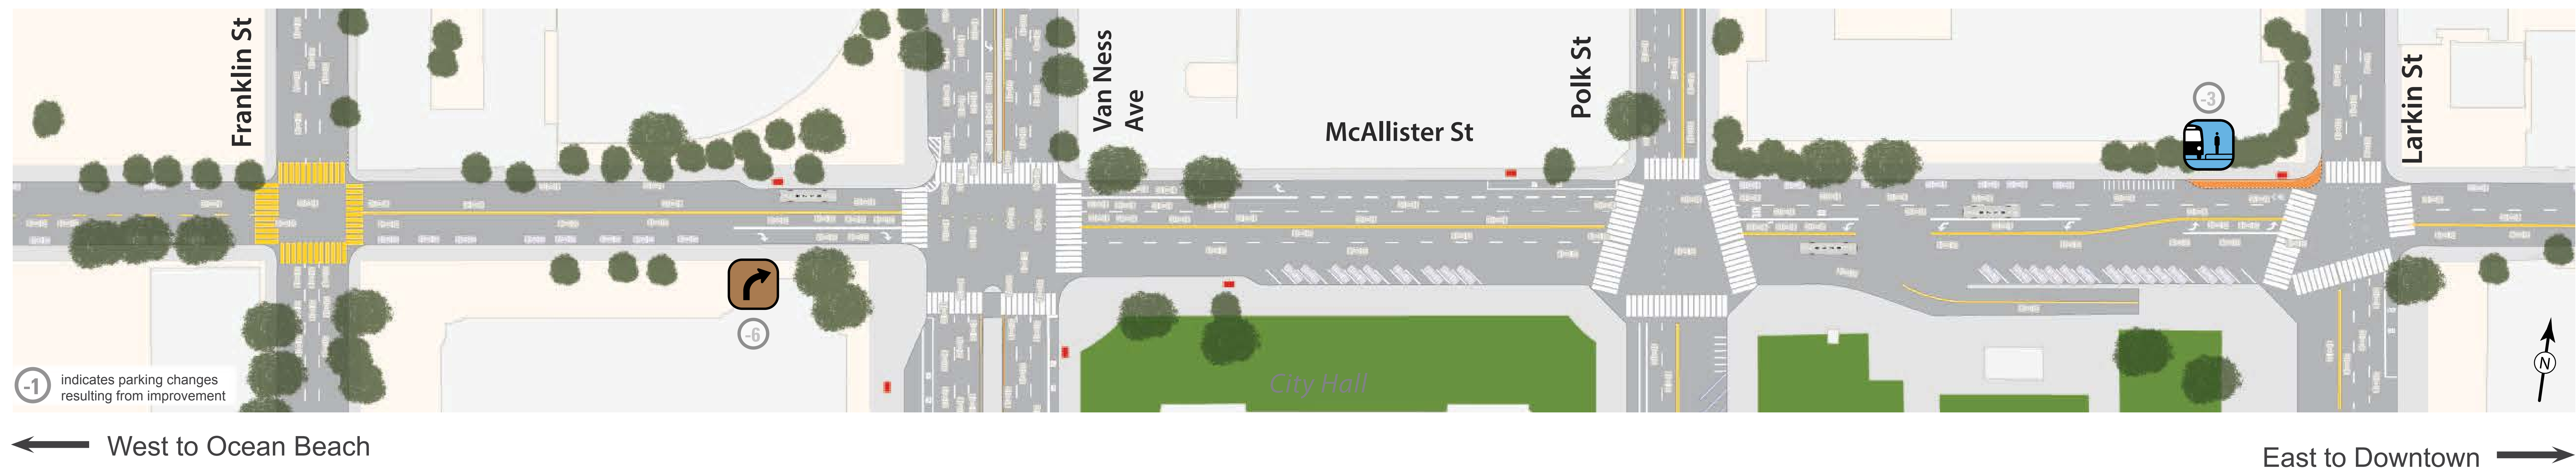 Franklin St
Van Ness
Ave
McAllister St
Polk St
Larkin St
-3
-6
City Hall
-1
indicates parking changes
resulting from improvement
N
West to Ocean Beach
East to Downtown